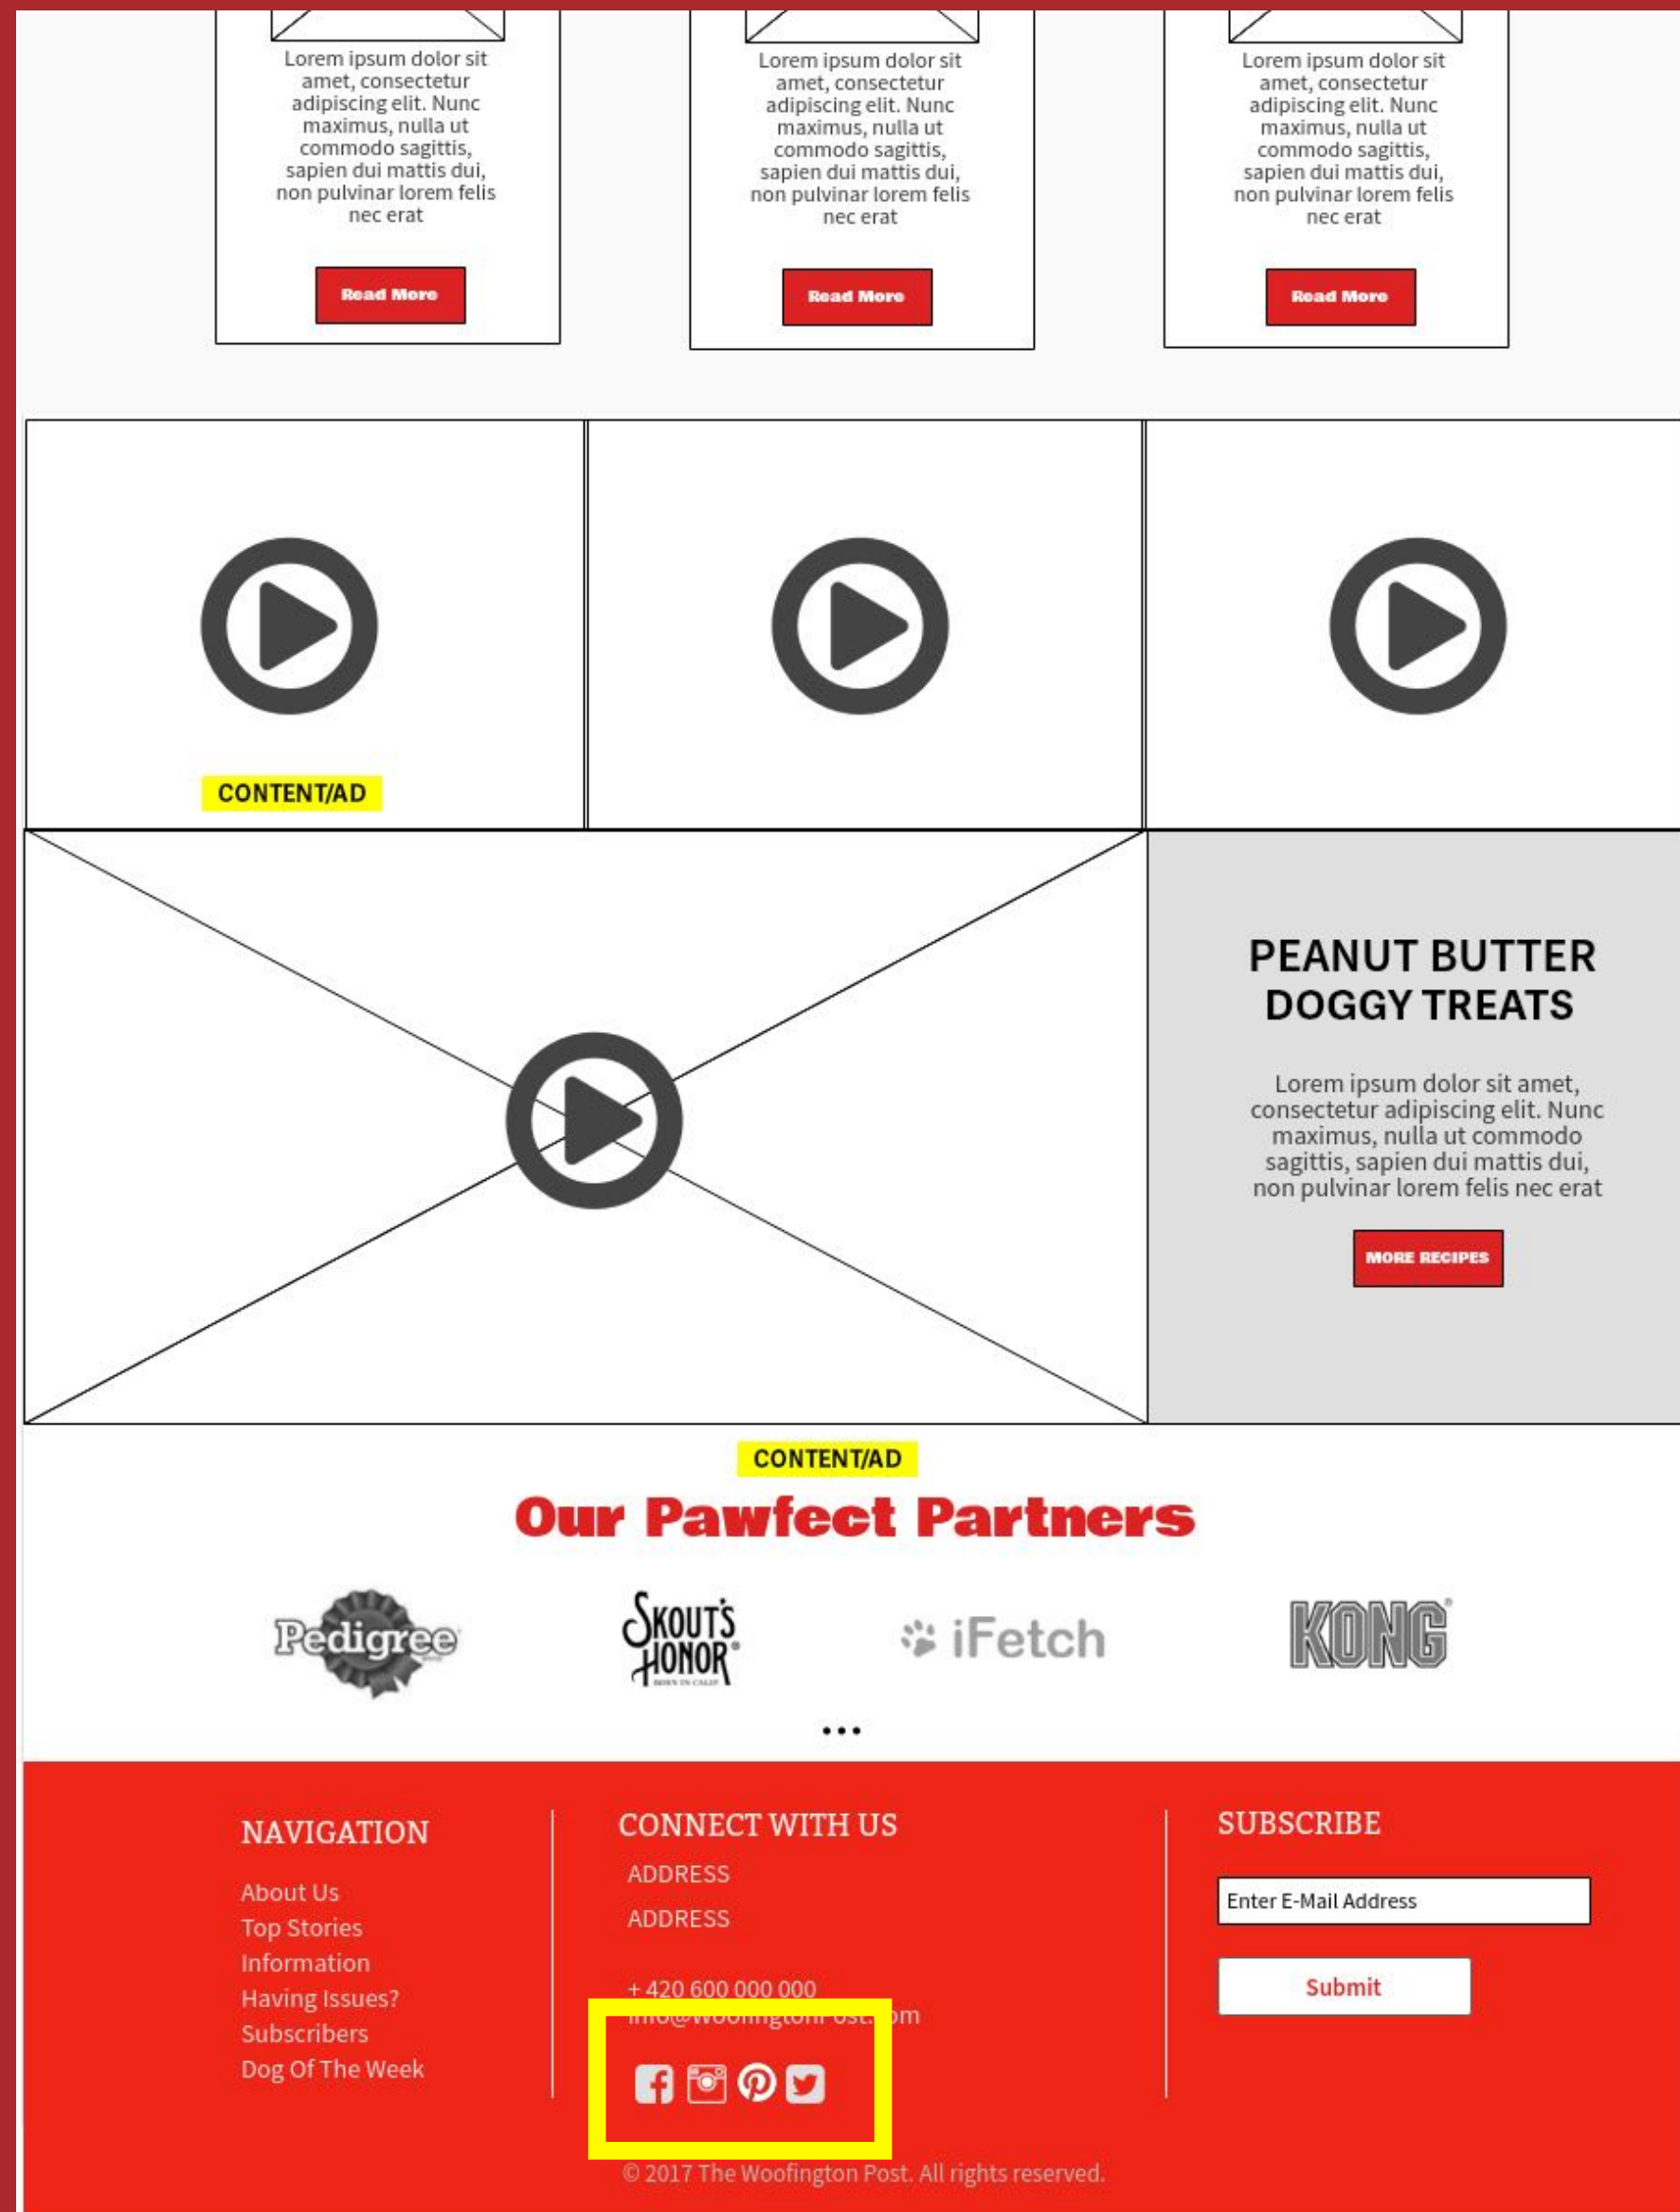 Lorem ipsum dolor sit
amet, consectetur
adipiscing elit. Nunc
maximus, nulla ut
commodo sagittis,
sapien dui mattis dui,
non pulvinar lorem felis
nec erat
Read More
Lorem ipsum dolor sit
amet, consectetur
adipiscing elit. Nunc
maximus, nulla ut
commodo sagittis,
sapien dui mattis dui,
non pulvinar lorem felis
nec erat
Read More
Lorem ipsum dolor sit
amet, consectetur
adipiscing elit. Nunc
maximus, nulla ut
commodo sagittis,
sapien dui mattis dui,
non pulvinar lorem felis
nec erat
Read More
CONTENT/AD
PEANUT BUTTER
DOGGY TREATS
Lorem ipsum dolor sit amet,
consectetur adipiscing elit. Nunc
maximus, nulla ut commodo
sagittis, sapien dui mattis dui,
non pulvinar lorem felis nec erat
MORE RECIPES
CONTENT/AD
Our Pawfect Partners
Pedigree
SKOUT'S
HONOR®
BORN IN CALIF
iFetch
KONG®
...
NAVIGATION
About Us
Top Stories
Information
Having Issues?
Subscribers
Dog Of The Week
CONNECT WITH US
ADDRESS
ADDRESS
+ 420 600 000 000
info@WoofingtonPost.com
SUBSCRIBE
Enter E-Mail Address
Submit
© 2017 The Woofington Post. All rights reserved.